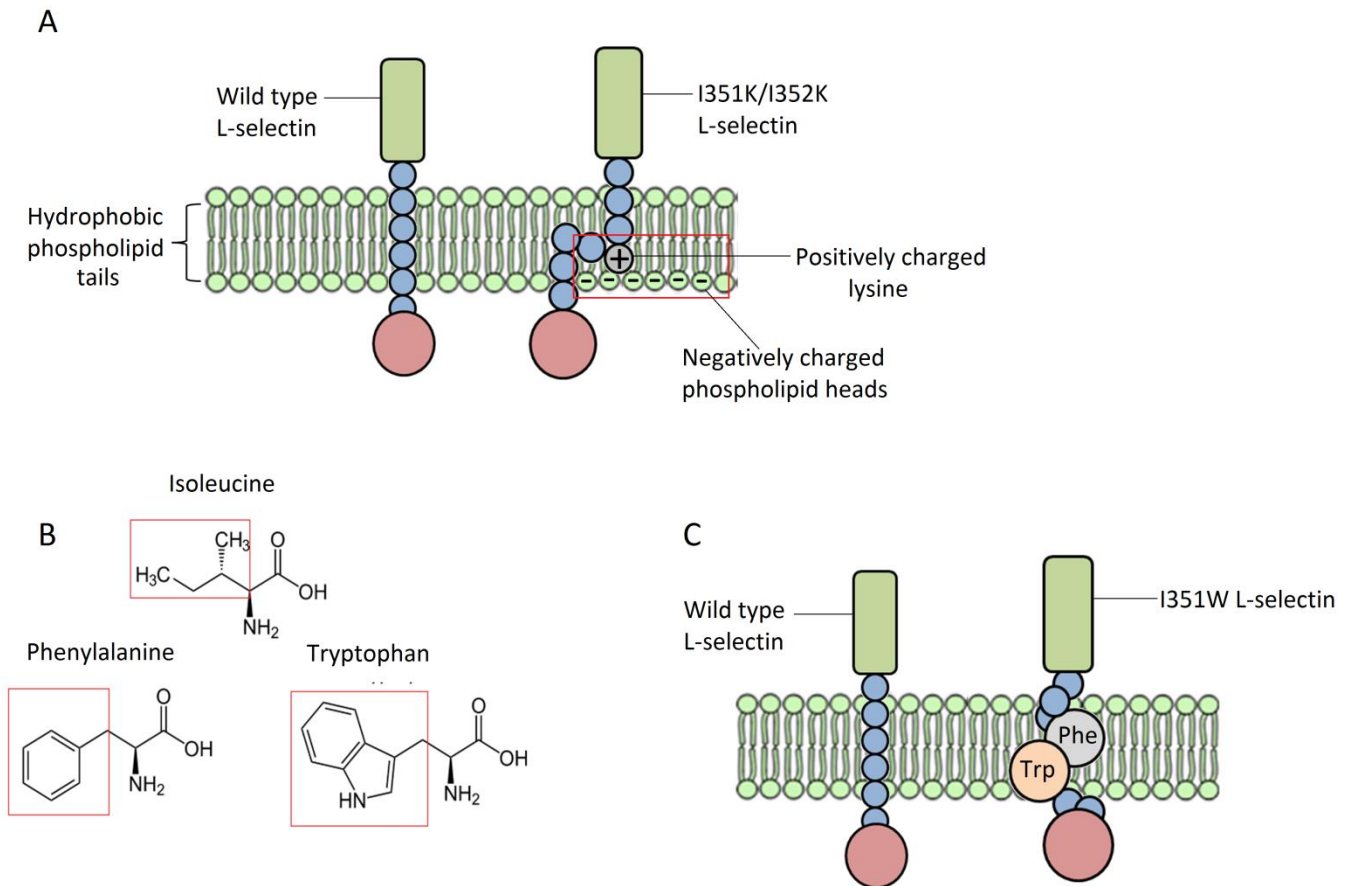 A
Wild type
L-selectin
I351K/I352K
L-selectin
Hydrophobic
phospholipid
tails
+
Positively charged
lysine
- - - - - -
Negatively charged
phospholipid heads
B
Isoleucine
CH3
O
H3C
OH
NH2
Phenylalanine
O
OH
NH2
Tryptophan
O
OH
HN
NH2
C
Wild type
L-selectin
I351W L-selectin
Phe
Trp